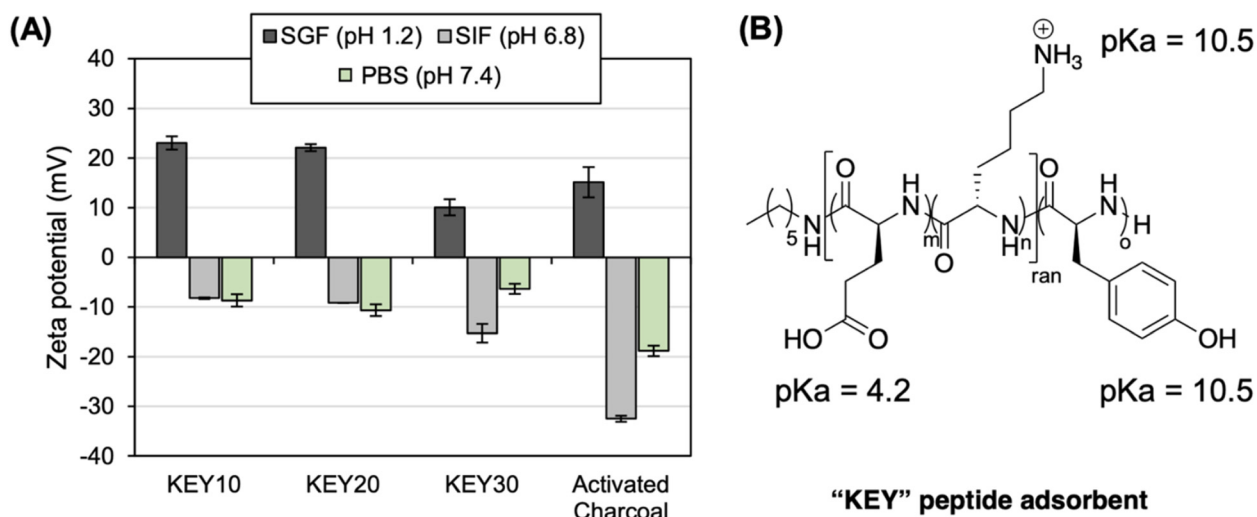 (A)
SGF (pH 1.2) SIF (pH 6.8)
PBS (pH 7.4)
Zeta potential (mV)
40
30
20
10
0
-10
-20
-30
-40
KEY10 KEY20 KEY30 Activated
Charcoal
(B)
⊕
NH3 pKa = 10.5
O H O H
N N
( )5 N H m O N H n ran o H
HO O OH
pKa = 4.2 pKa = 10.5
“KEY” peptide adsorbent